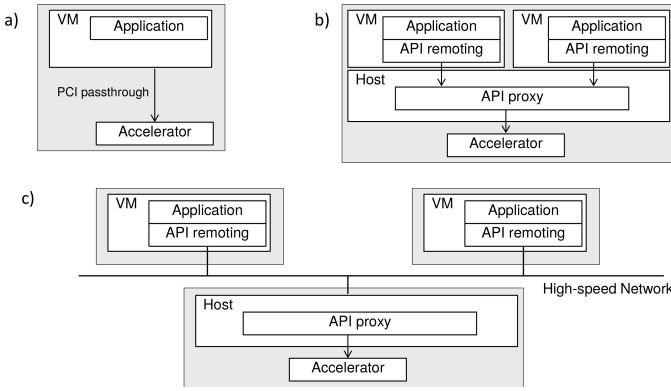 a)
VM
Application
PCI passthrough
Accelerator
b)
VM
Application
API remoting
VM
Application
API remoting
Host
API proxy
Accelerator
c)
VM
Application
API remoting
VM
Application
API remoting
High-speed Network
Host
API proxy
Accelerator